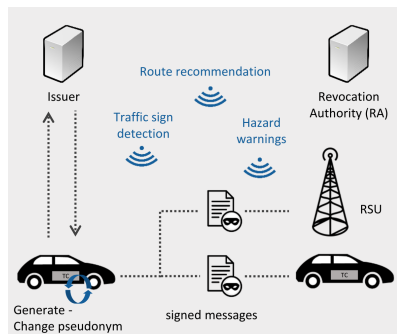 Route recommendation
Issuer
Revocation
Authority (RA)
Traffic sign
detection
Hazard
warnings
RSU
TC
TC
Generate -
Change pseudonym
signed messages